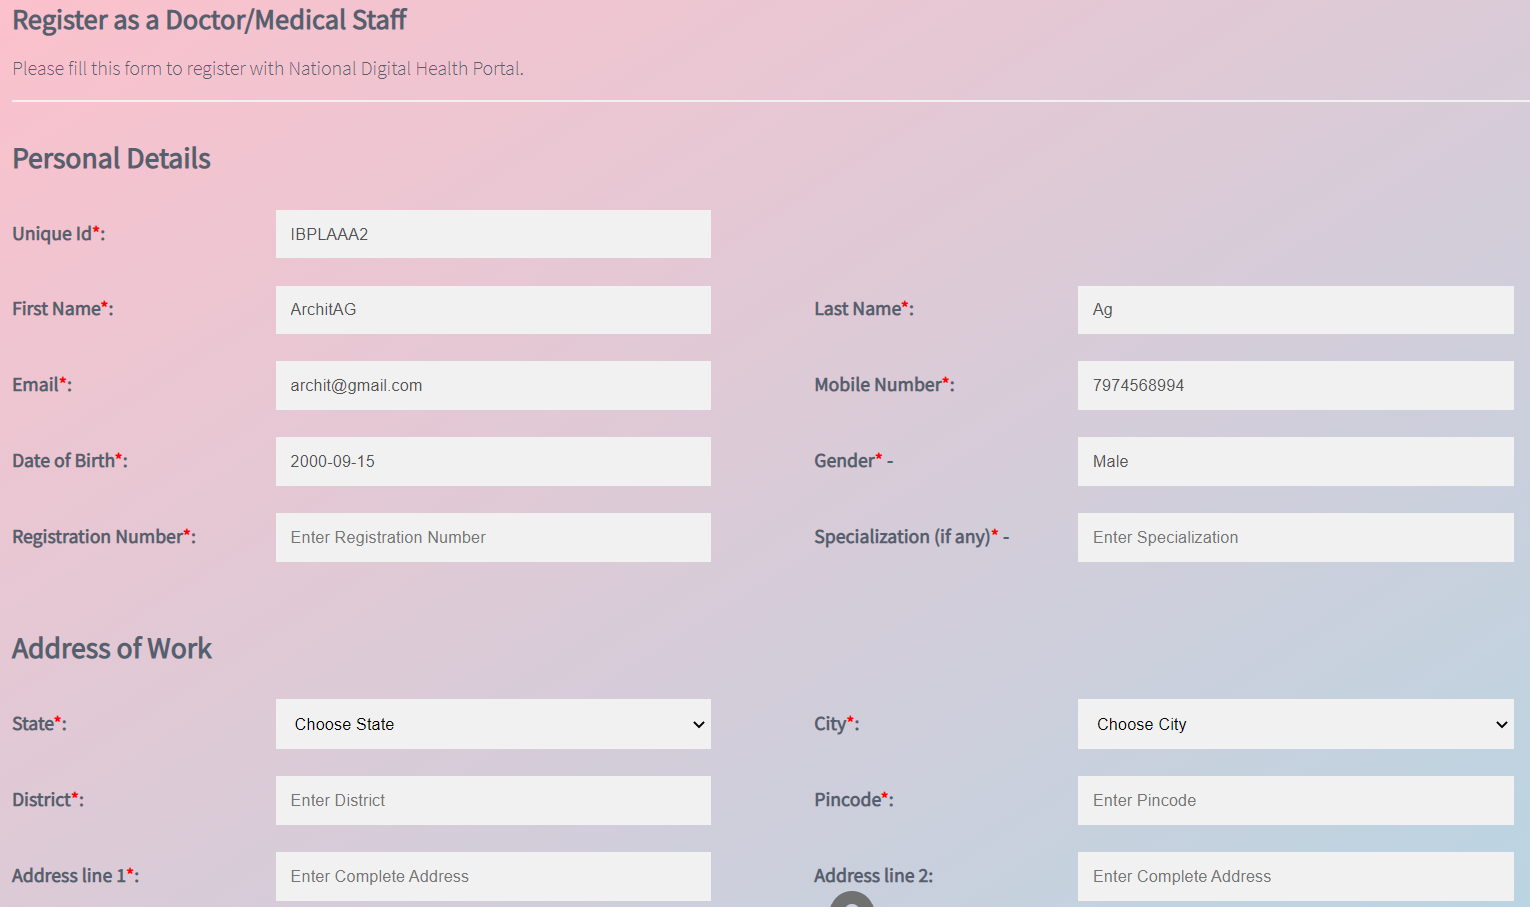 Register as a Doctor/Medical Staff
Please fill this form to register with National Digital Health Portal.
Personal Details
Unique Id*: IBPLAAA2
First Name*: ArchitAG Last Name*: Ag
Email*: archit@gmail.com Mobile Number*: 7974568994
Date of Birth*: 2000-09-15 Gender* - Male
Registration Number*: Enter Registration Number Specialization (if any)* - Enter Specialization
Address of Work
State*: Choose State City*: Choose City
District*: Enter District Pincode*: Enter Pincode
Address line 1*: Enter Complete Address Address line 2: Enter Complete Address